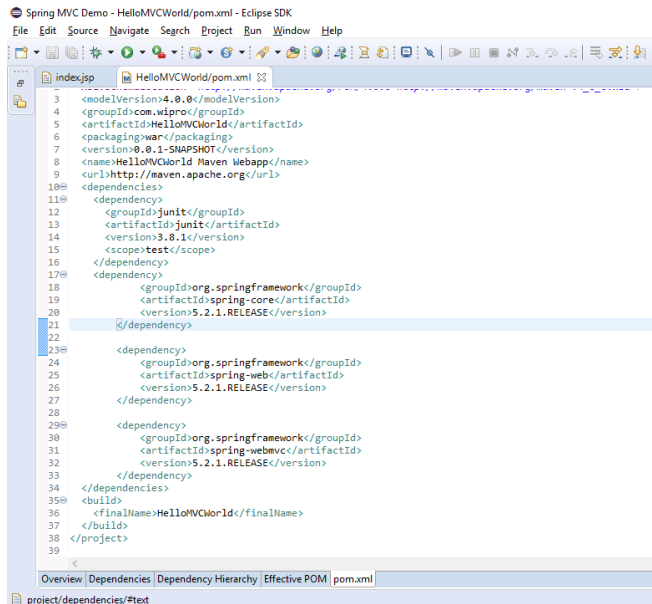 Spring MVC Demo - HelloMVCWorld/pom.xml - Eclipse SDK
File Edit Source Navigate Search Project Run Window Help
index.jsp HelloMVCWorld/pom.xml
3 <modelVersion>4.0.0</modelVersion>
4 <groupId>com.wipro</groupId>
5 <artifactId>HelloMVCWorld</artifactId>
6 <packaging>war</packaging>
7 <version>0.0.1-SNAPSHOT</version>
8 <name>HelloMVCWorld Maven Webapp</name>
9 <url>http://maven.apache.org</url>
10 <dependencies>
11 <dependency>
12 <groupId>junit</groupId>
13 <artifactId>junit</artifactId>
14 <version>3.8.1</version>
15 <scope>test</scope>
16 </dependency>
17 <dependency>
18 <groupId>org.springframework</groupId>
19 <artifactId>spring-core</artifactId>
20 <version>5.2.1.RELEASE</version>
21 </dependency>
22
23 <dependency>
24 <groupId>org.springframework</groupId>
25 <artifactId>spring-web</artifactId>
26 <version>5.2.1.RELEASE</version>
27 </dependency>
28
29 <dependency>
30 <groupId>org.springframework</groupId>
31 <artifactId>spring-webmvc</artifactId>
32 <version>5.2.1.RELEASE</version>
33 </dependency>
34 </dependencies>
35 <build>
36 <finalName>HelloMVCWorld</finalName>
37 </build>
38 </project>
39
Overview Dependencies Dependency Hierarchy Effective POM pom.xml
project/dependencies/#text